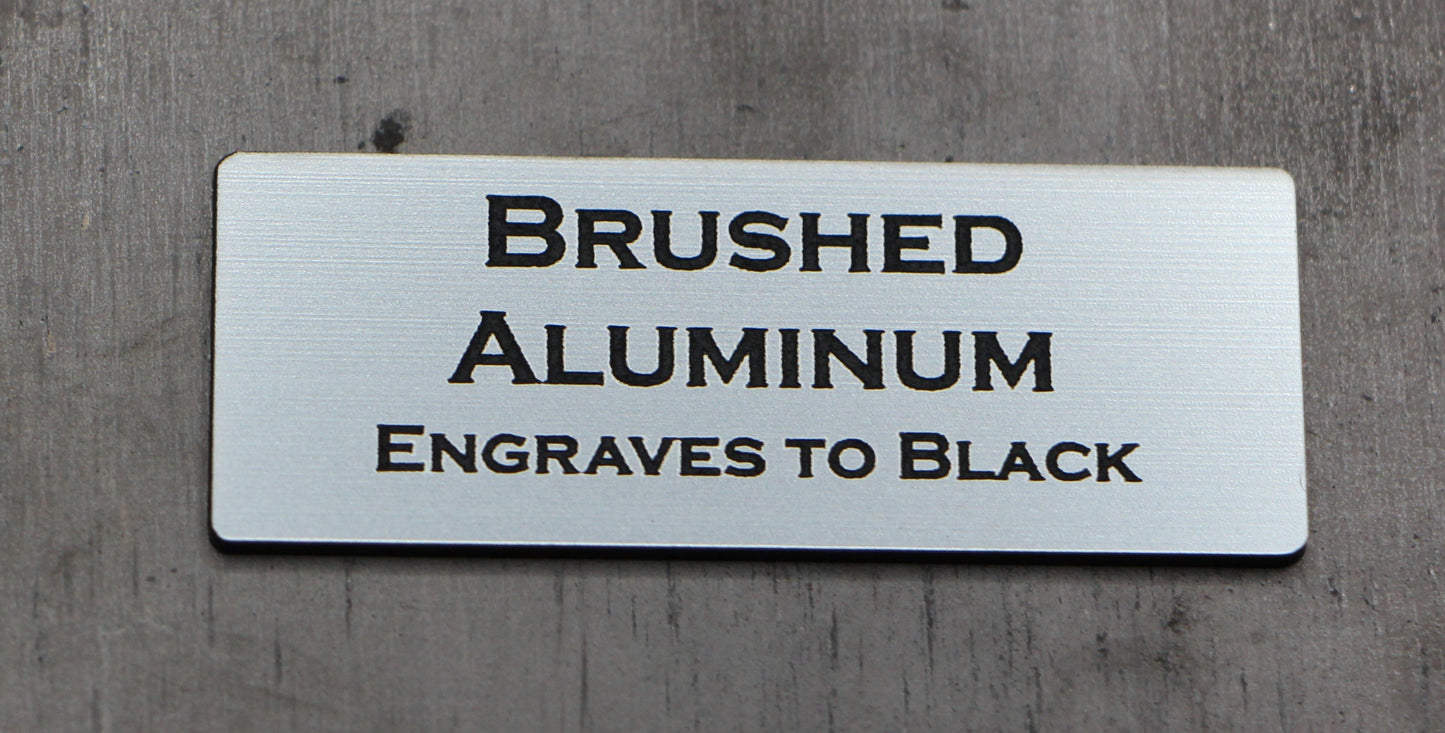 Brushed
Aluminum
Engraves to Black